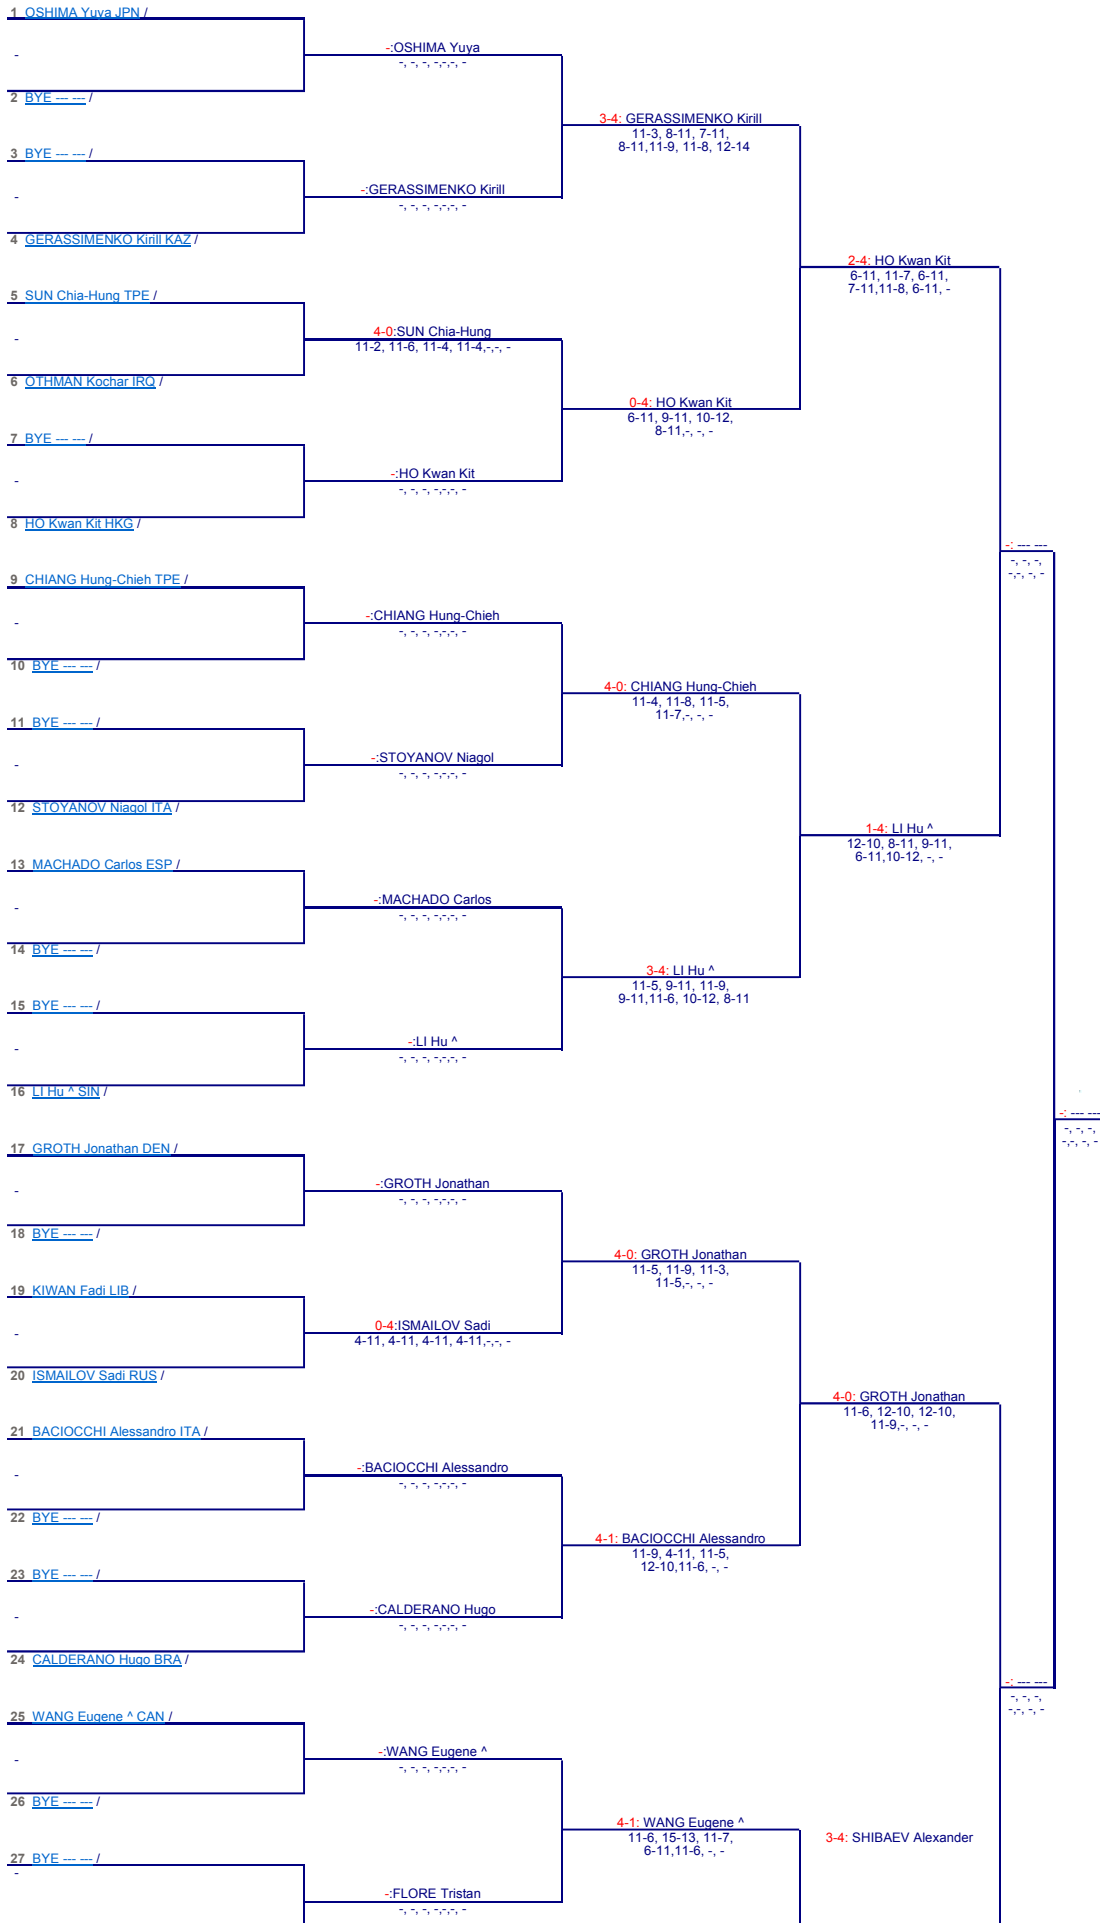 1 OSHIMA Yuya JPN /
-
2 BYE --- --- /
3 BYE --- --- /
-
4 GERASSIMENKO Kirill KAZ /
5 SUN Chia-Hung TPE /
-
6 OTHMAN Kochar IRQ /
7 BYE --- --- /
-
8 HO Kwan Kit HKG /
9 CHIANG Hung-Chieh TPE /
-
10 BYE --- --- /
11 BYE --- --- /
-
12 STOYANOV Niagol ITA /
13 MACHADO Carlos ESP /
-
14 BYE --- --- /
15 BYE --- --- /
-
16 LI Hu ^ SIN /
17 GROTH Jonathan DEN /
-
18 BYE --- --- /
19 KIWAN Fadi LIB /
-
20 ISMAILOV Sadi RUS /
21 BACIOCCHI Alessandro ITA /
-
22 BYE --- --- /
23 BYE --- --- /
-
24 CALDERANO Hugo BRA /
25 WANG Eugene ^ CAN /
-
26 BYE --- --- /
27 BYE --- --- /
-
-:OSHIMA Yuya
-, -, -, -,-,-, -
-:GERASSIMENKO Kirill
-, -, -, -,-,-, -
4-0:SUN Chia-Hung
11-2, 11-6, 11-4, 11-4,-,-, -
-:HO Kwan Kit
-, -, -, -,-,-, -
-:CHIANG Hung-Chieh
-, -, -, -,-,-, -
-:STOYANOV Niagol
-, -, -, -,-,-, -
-:MACHADO Carlos
-, -, -, -,-,-, -
-:LI Hu ^
-, -, -, -,-,-, -
-:GROTH Jonathan
-, -, -, -,-,-, -
0-4:ISMAILOV Sadi
4-11, 4-11, 4-11, 4-11,-,-, -
-:BACIOCCHI Alessandro
-, -, -, -,-,-, -
-:CALDERANO Hugo
-, -, -, -,-,-, -
-:WANG Eugene ^
-, -, -, -,-,-, -
-:FLORE Tristan
-, -, -, -,-,-, -
3-4: GERASSIMENKO Kirill
11-3, 8-11, 7-11,
8-11,11-9, 11-8, 12-14
0-4: HO Kwan Kit
6-11, 9-11, 10-12,
8-11,-, -, -
4-0: CHIANG Hung-Chieh
11-4, 11-8, 11-5,
11-7,-, -, -
3-4: LI Hu ^
11-5, 9-11, 11-9,
9-11,11-6, 10-12, 8-11
4-0: GROTH Jonathan
11-5, 11-9, 11-3,
11-5,-, -, -
4-1: BACIOCCHI Alessandro
11-9, 4-11, 11-5,
12-10,11-6, -, -
4-1: WANG Eugene ^
11-6, 15-13, 11-7,
6-11,11-6, -, -
2-4: HO Kwan Kit
6-11, 11-7, 6-11,
7-11,11-8, 6-11, -
1-4: LI Hu ^
12-10, 8-11, 9-11,
6-11,10-12, -, -
4-0: GROTH Jonathan
11-6, 12-10, 12-10,
11-9,-, -, -
3-4: SHIBAEV Alexander
-: --- ---
-, -, -,
-,-, -, -
-: --- ---
-, -, -,
-,-, -, -
-: --- ---
-, -, -,
-,-, -, -